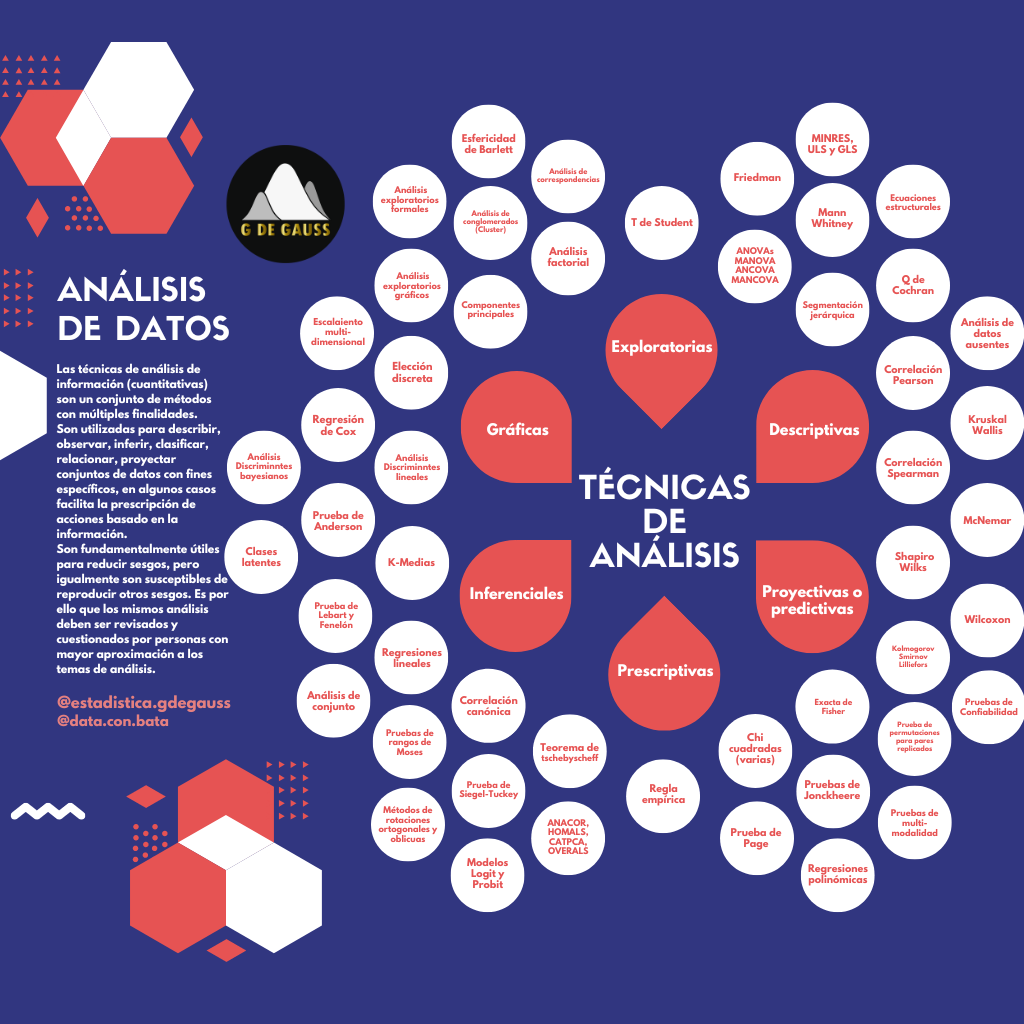 G DE GAUSS
ANÁLISIS
DE DATOS
Las técnicas de análisis de
información (cuantitativas)
son un conjunto de métodos
con múltiples finalidades.
Son utilizadas para describir,
observar, inferir, clasificar,
relacionar, proyectar
conjuntos de datos con fines
específicos, en algunos casos
facilita la prescripción de
acciones basado en la
información.
Son fundamentalmente útiles
para reducir sesgos, pero
igualmente son susceptibles de
reproducir otros sesgos. Es por
ello que los mismos análisis
deben ser revisados y
cuestionados por personas con
mayor aproximación a los
temas de análisis.
@estadistica.gdegauss
@data.con.bata
TÉCNICAS
DE
ANÁLISIS
Exploratorias
Gráficas
Descriptivas
Inferenciales
Proyectivas o
predictivas
Prescriptivas
Esfericidad
de Barlett
Análisis de
correspondencias
Análisis
exploratorios
formales
Análisis de
conglomerados
(Cluster)
T de Student
Análisis
factorial
Análisis
exploratorios
gráficos
Componentes
principales
Escalaiento
multi-
dimensional
Elección
discreta
Regresión
de Cox
Análisis
Discriminntes
bayesianos
Análisis
Discriminntes
lineales
Prueba de
Anderson
Clases
latentes
K-Medias
Prueba de
Lebart y
Fenelón
Regresiones
lineales
Análisis de
conjunto
Correlación
canónica
Pruebas de
rangos de
Moses
Teorema de
tschebyscheff
Prueba de
Siegel-Tuckey
Métodos de
rotaciones
ortogonales y
oblicuas
ANACOR,
HOMALS,
CATPCA,
OVERALS
Modelos
Logit y
Probit
Regla
empírica
MINRES,
ULS y GLS
Friedman
Mann
Whitney
Ecuaciones
estructurales
ANOVAs
MANOVA
ANCOVA
MANCOVA
Q de
Cochran
Segmentación
jerárquica
Análisis de
datos
ausentes
Correlación
Pearson
Kruskal
Wallis
Correlación
Spearman
McNemar
Shapiro
Wilks
Wilcoxon
Kolmogorov
Smirnov
Lilliefors
Exacta de
Fisher
Pruebas de
Confiabilidad
Prueba de
permutaciones
para pares
replicados
Chi
cuadradas
(varias)
Pruebas de
Jonckheere
Pruebas de
multi-
modalidad
Prueba de
Page
Regresiones
polinómicas